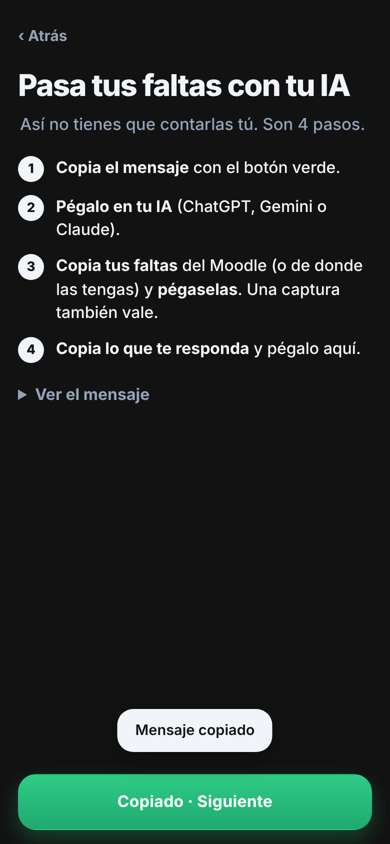 ‹ Atrás
Pasa tus faltas con tu IA
Así no tienes que contarlas tú. Son 4 pasos.
1 Copia el mensaje con el botón verde.
2 Pégalo en tu IA (ChatGPT, Gemini o
Claude).
3 Copia tus faltas del Moodle (o de donde
las tengas) y pégaselas. Una captura
también vale.
4 Copia lo que te responda y pégalo aquí.
▶ Ver el mensaje
Mensaje copiado
Copiado · Siguiente